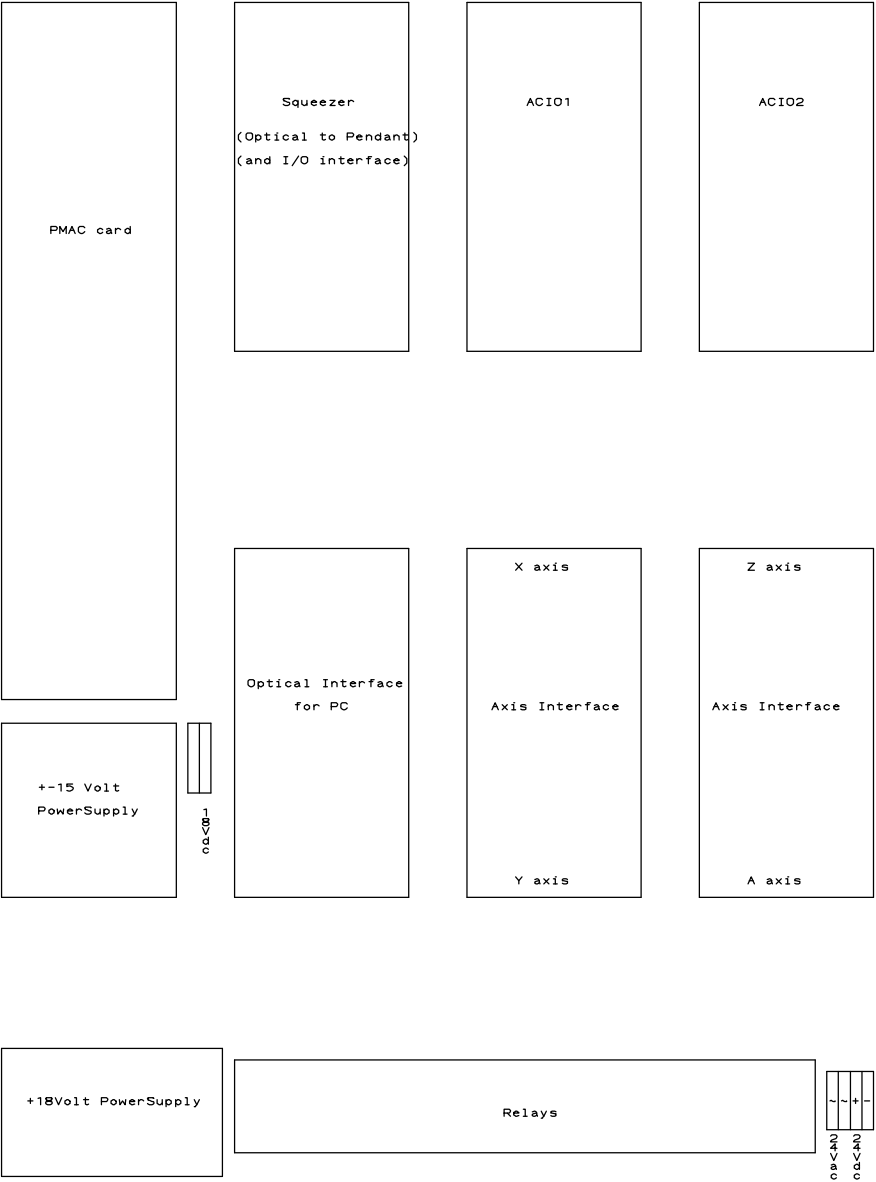 Squeezer
(Optical to Pendant)
(and I/O interface)
ACIO1
ACIO2
PMAC card
Optical Interface
for PC
X axis
Axis Interface
Y axis
Z axis
Axis Interface
A axis
+-15 Volt
PowerSupply
18Vdc
+18Volt PowerSupply
Relays
~ ~ + -
24Vac
24Vdc